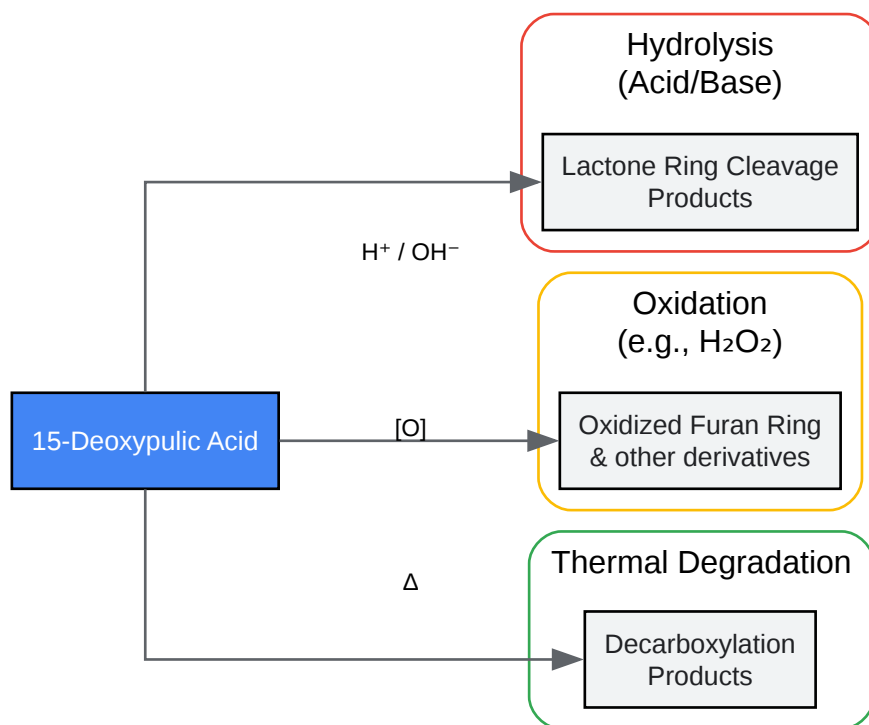 Hydrolysis
(Acid/Base)
Lactone Ring Cleavage
Products
H⁺ / OH⁻
Oxidation
(e.g., H₂O₂)
15-Deoxypulic Acid
[O]
Oxidized Furan Ring
& other derivatives
Thermal Degradation
Δ
Decarboxylation
Products